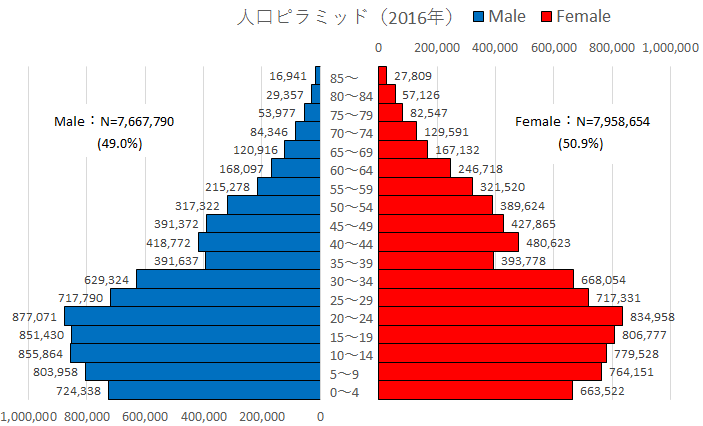 人口ピラミッド（2016年） Male Female
0 200,000 400,000 600,000 800,000 1,000,000
16,941 85～ 27,809
29,357 80～84 57,126
53,977 75～79 82,547
Male：N=7,667,790 Female：N=7,958,654
84,346 70～74 129,591
(49.0%) (50.9%)
120,916 65～69 167,132
168,097 60～64 246,718
215,278 55～59 321,520
317,322 50～54 389,624
391,372 45～49 427,865
418,772 40～44 480,623
391,637 35～39 393,778
629,324 30～34 668,054
717,790 25～29 717,331
877,071 20～24 834,958
851,430 15～19 806,777
855,864 10～14 779,528
803,958 5～9 764,151
724,338 0～4 663,522
1,000,000 800,000 600,000 400,000 200,000 0